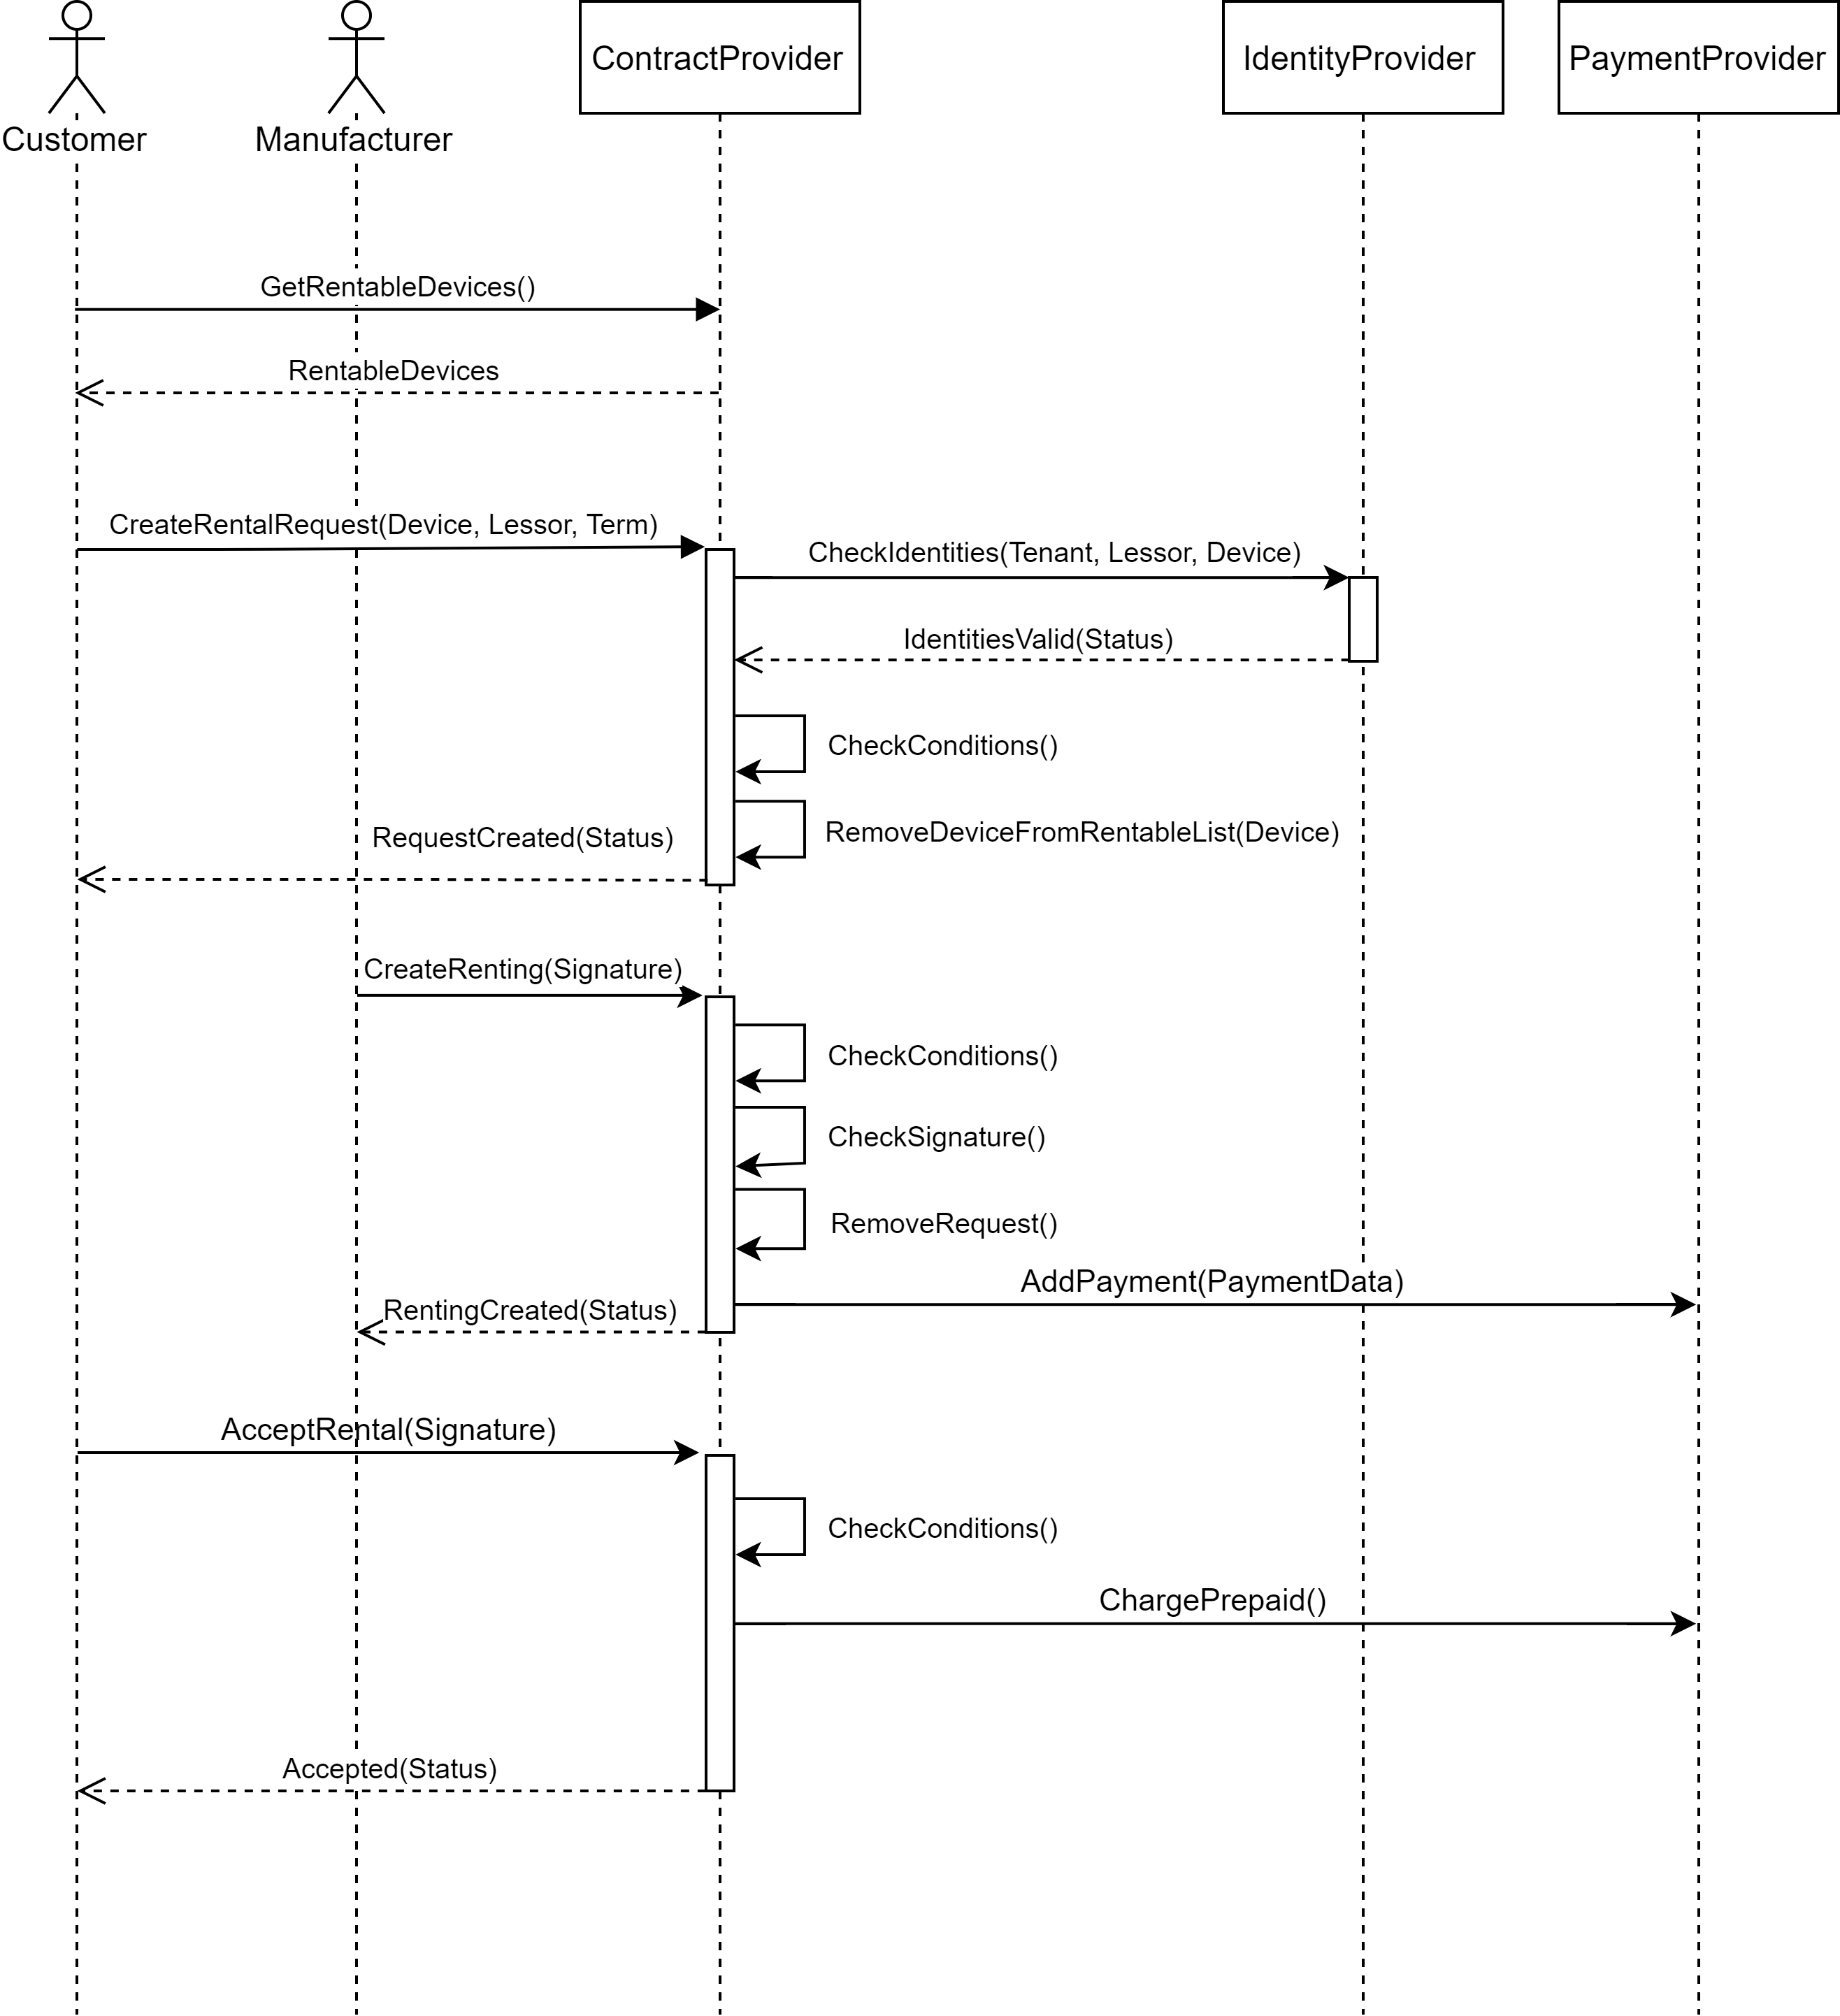 Customer
Manufacturer
ContractProvider
IdentityProvider
PaymentProvider
GetRentableDevices()
RentableDevices
CreateRentalRequest(Device, Lessor, Term)
CheckIdentities(Tenant, Lessor, Device)
IdentitiesValid(Status)
CheckConditions()
RemoveDeviceFromRentableList(Device)
RequestCreated(Status)
CreateRenting(Signature)
CheckConditions()
CheckSignature()
RemoveRequest()
AddPayment(PaymentData)
RentingCreated(Status)
AcceptRental(Signature)
CheckConditions()
ChargePrepaid()
Accepted(Status)